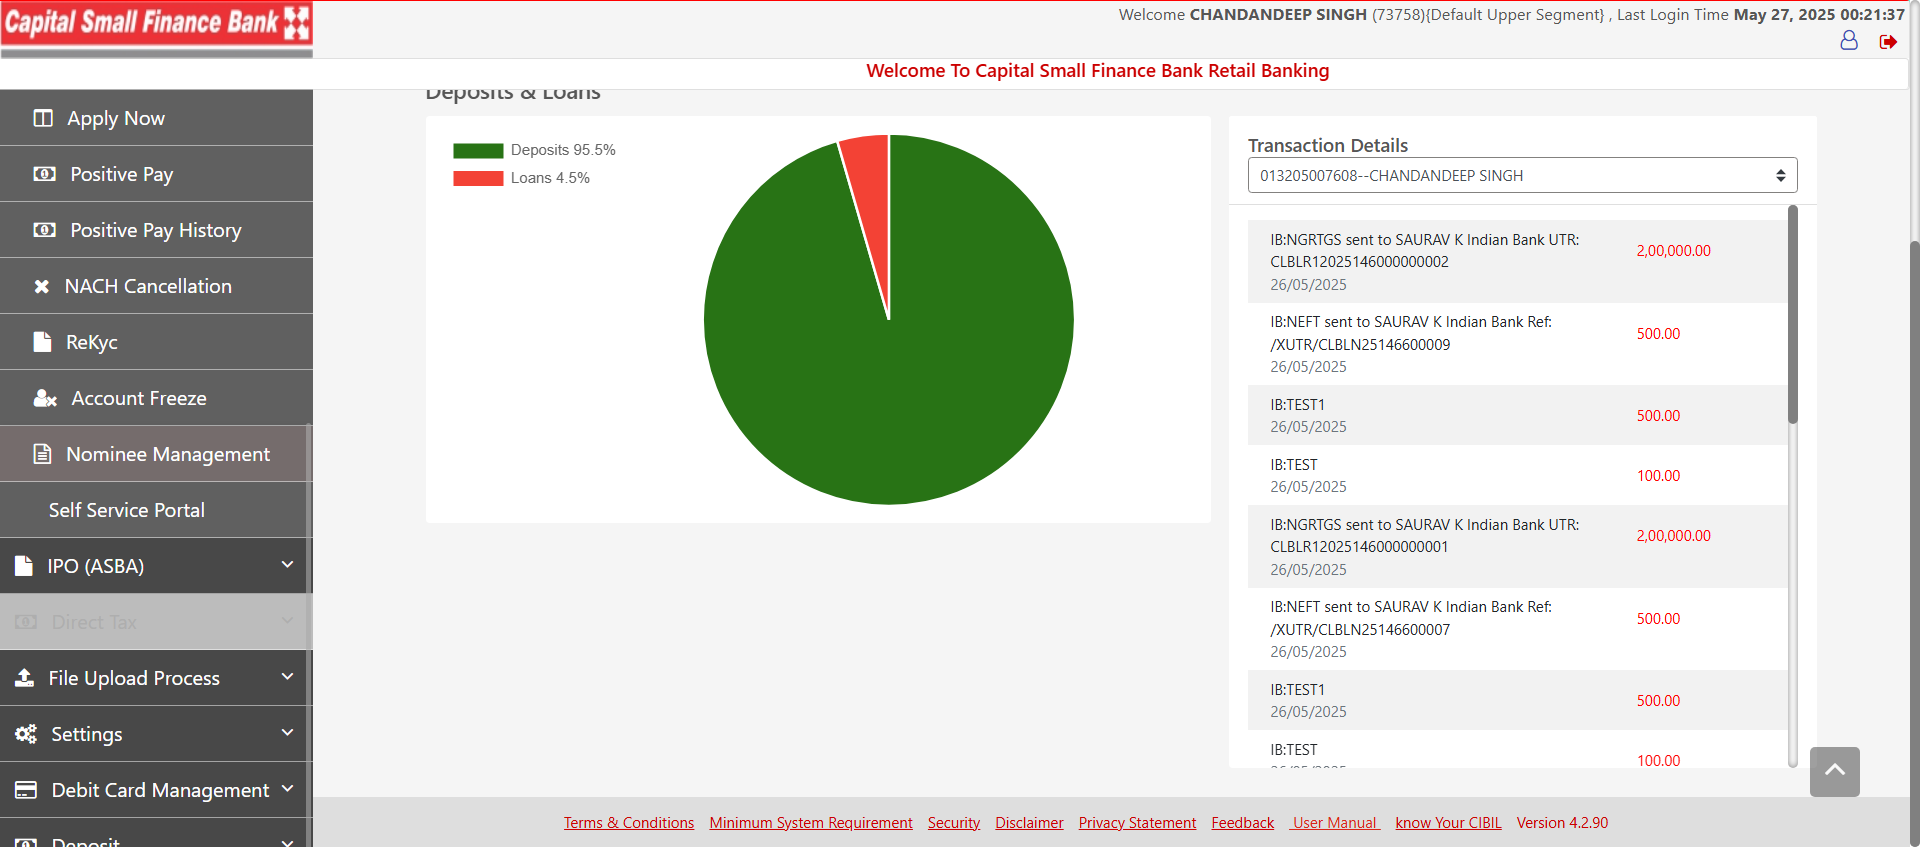 Capital Small Finance Bank
Welcome CHANDANDEEP SINGH (73758){Default Upper Segment} , Last Login Time May 27, 2025 00:21:37
Welcome To Capital Small Finance Bank Retail Banking
Apply Now
Positive Pay
Positive Pay History
NACH Cancellation
ReKyc
Account Freeze
Nominee Management
Self Service Portal
IPO (ASBA)
Direct Tax
File Upload Process
Settings
Debit Card Management
Deposit
Deposits & Loans
Deposits 95.5%
Loans 4.5%
Transaction Details
013205007608--CHANDANDEEP SINGH
IB:NGRTGS sent to SAURAV K Indian Bank UTR:
CLBLR12025146000000002
26/05/2025
2,00,000.00
IB:NEFT sent to SAURAV K Indian Bank Ref:
/XUTR/CLBLN25146600009
26/05/2025
500.00
IB:TEST1
26/05/2025
500.00
IB:TEST
26/05/2025
100.00
IB:NGRTGS sent to SAURAV K Indian Bank UTR:
CLBLR12025146000000001
26/05/2025
2,00,000.00
IB:NEFT sent to SAURAV K Indian Bank Ref:
/XUTR/CLBLN25146600007
26/05/2025
500.00
IB:TEST1
26/05/2025
500.00
IB:TEST
100.00
Terms & Conditions Minimum System Requirement Security Disclaimer Privacy Statement Feedback User Manual know Your CIBIL Version 4.2.90